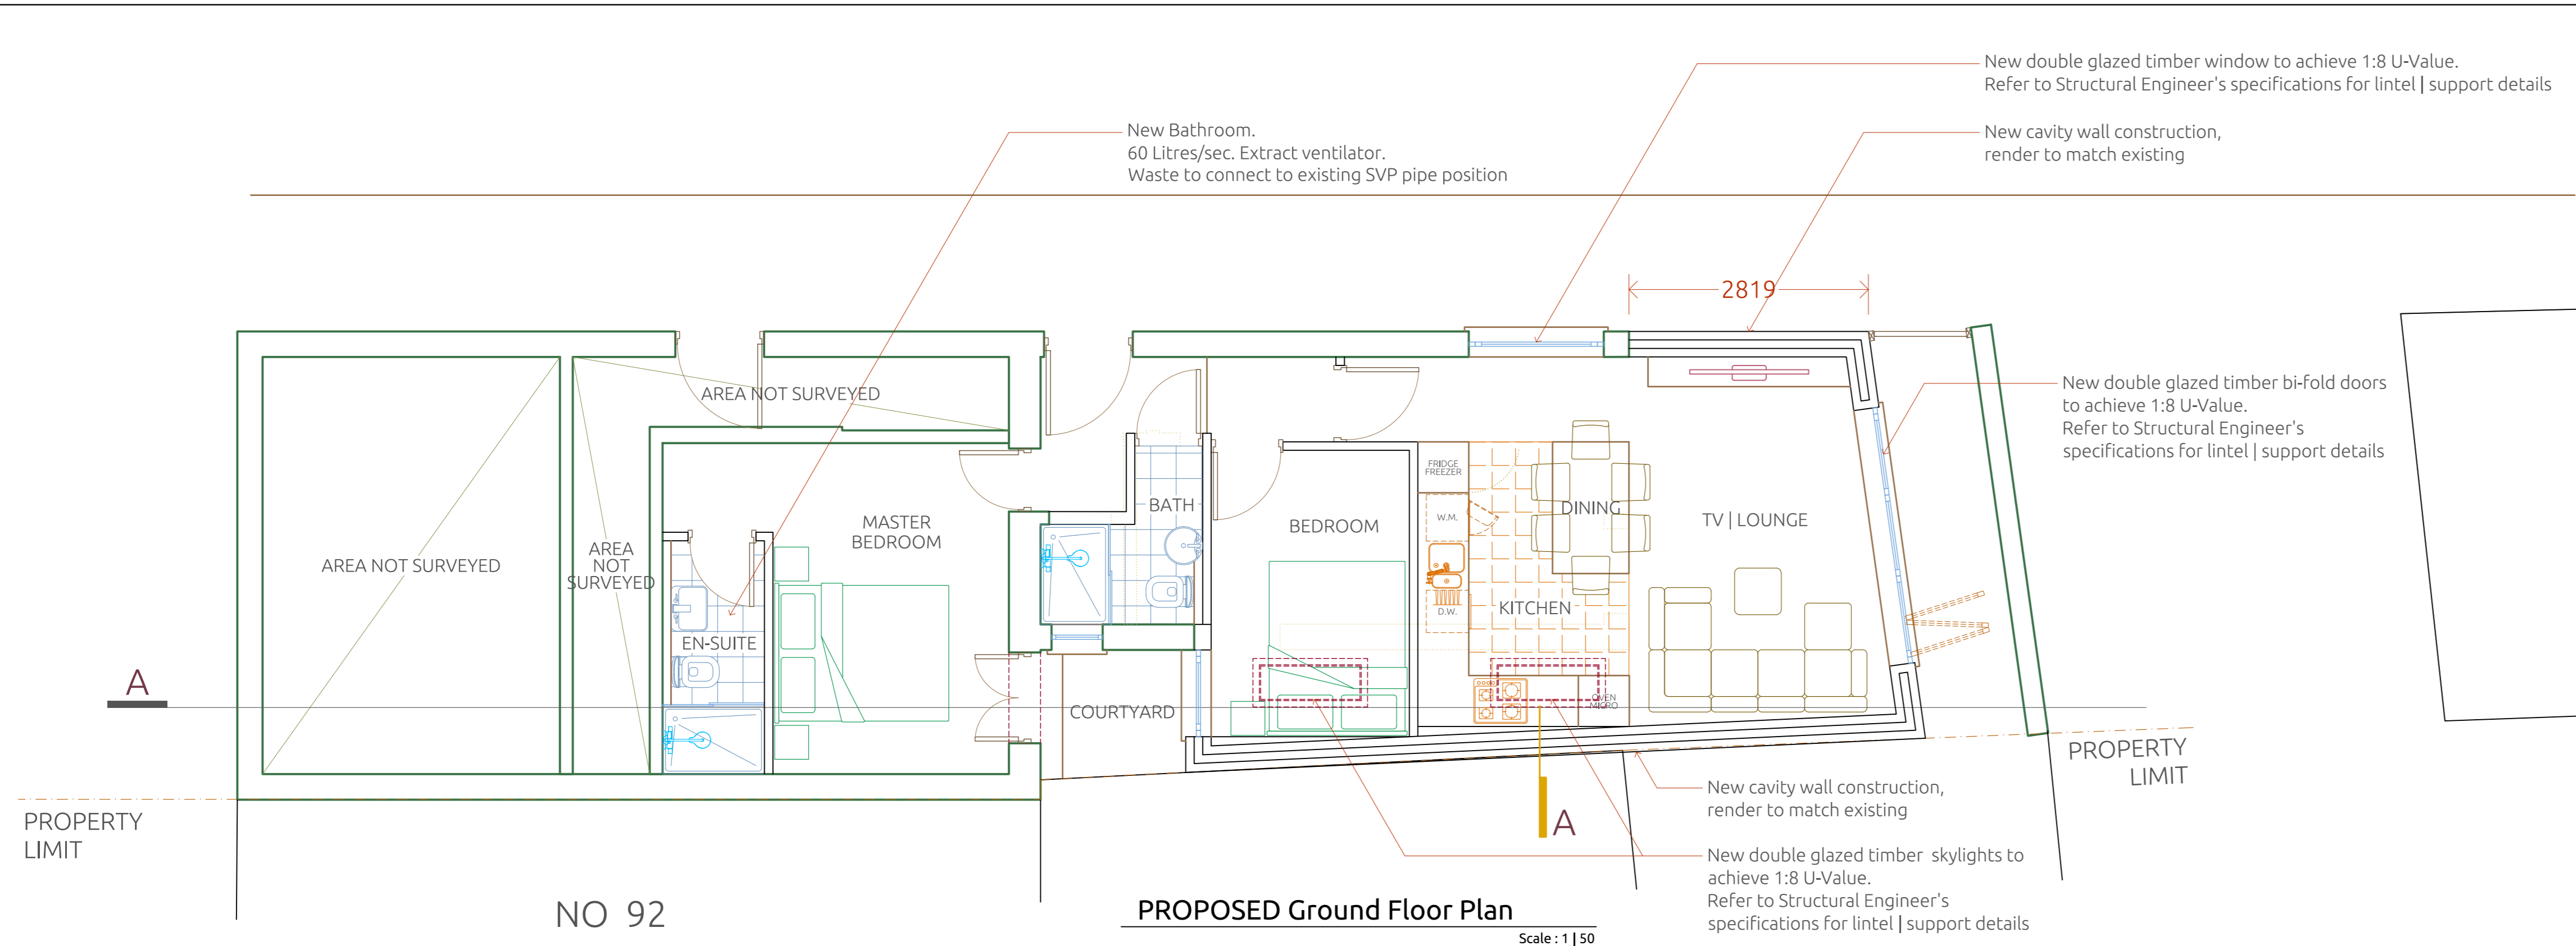 New double glazed timber window to achieve 1:8 U-Value.
Refer to Structural Engineer's specifications for lintel | support details
New Bathroom.
60 Litres/sec. Extract ventilator.
Waste to connect to existing SVP pipe position
New cavity wall construction,
render to match existing
2819
New double glazed timber bi-fold doors
to achieve 1:8 U-Value.
Refer to Structural Engineer's
specifications for lintel | support details
AREA NOT SURVEYED
AREA NOT SURVEYED
AREA
NOT
SURVEYED
MASTER
BEDROOM
EN-SUITE
BATH
COURTYARD
BEDROOM
FRIDGE
FREEZER
W.M.
D.W.
KITCHEN
DINING
OVEN
MICRO
TV | LOUNGE
A
A
PROPERTY
LIMIT
PROPERTY
LIMIT
New cavity wall construction,
render to match existing
New double glazed timber skylights to
achieve 1:8 U-Value.
Refer to Structural Engineer's
specifications for lintel | support details
NO 92
PROPOSED Ground Floor Plan
Scale : 1 | 50